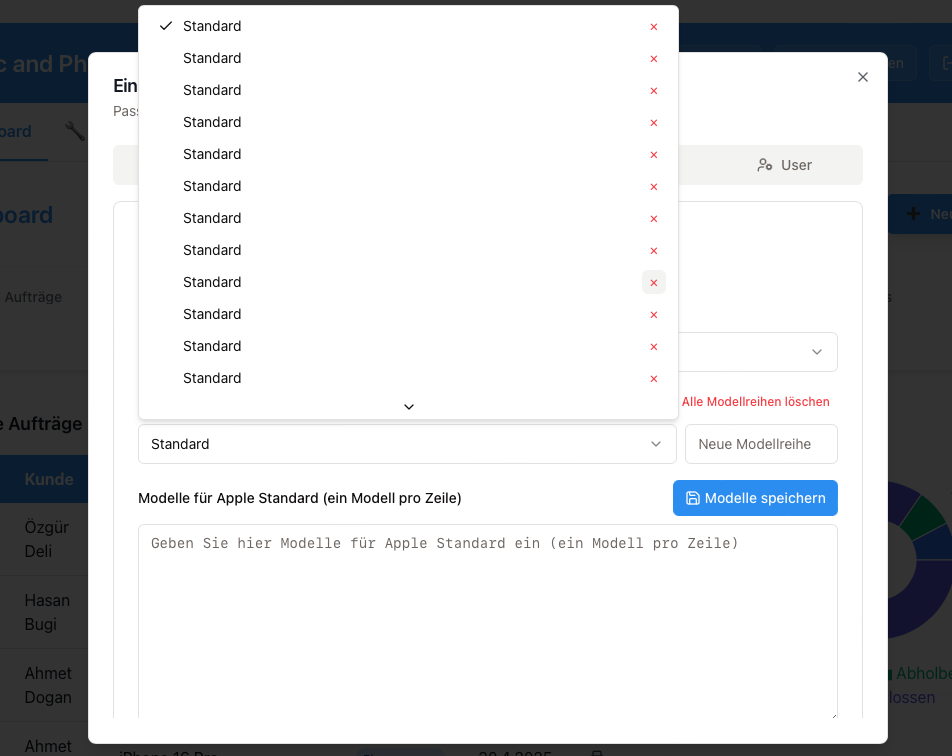 Standard ×
Standard ×
Standard ×
Standard ×
Standard ×
Standard ×
Standard ×
Standard ×
Standard ×
Standard ×
Standard ×
Standard ×
c and Ph
en
Ein
Pass
oard
User
board
Neu
Aufträge
s
Alle Modellreihen löschen
Standard
Neue Modellreihe
e Aufträge
Kunde
Modelle für Apple Standard (ein Modell pro Zeile)
Modelle speichern
Geben Sie hier Modelle für Apple Standard ein (ein Modell pro Zeile)
Özgür
Deli
Hasan
Bugi
Ahmet
Dogan
Abholbe
lossen
Ahmet
iPhone 16 Pro
20.4.2025